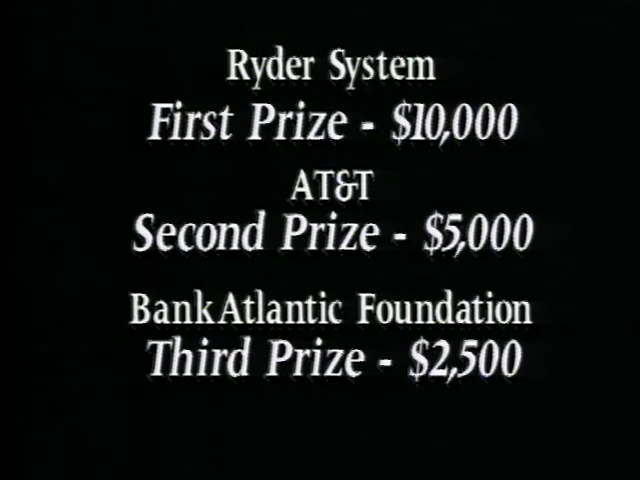 Ryder System
First Prize - $10,000
AT&T
Second Prize - $5,000
BankAtlantic Foundation
Third Prize - $2,500